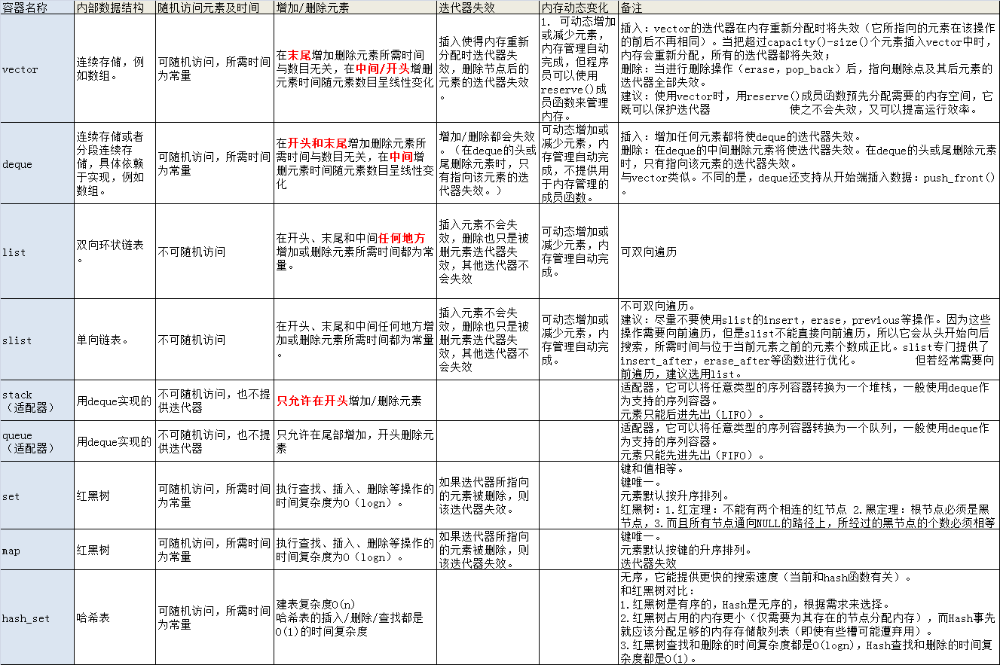 容器名称 内部数据结构 随机访问元素及时间 增加/删除元素 迭代器失效 内存动态变化 备注
vector
连续存储，例
如数组。
可随机访问，所需时间
为常量
在末尾增加删除元素所需时间
与数目无关，在中间/开头增删
元素时间随元素数目呈线性变化
插入使得内存重新
分配时迭代器失
效，删除节点后的
元素的迭代器失效
。
1. 可动态增加
或减少元素，
内存管理自动
完成，但程序
员可以使用
reserve()成
员函数来管理
内存。
插入：vector的迭代器在内存重新分配时将失效（它所指向的元素在该操作
的前后不再相同）。当把超过capacity()-size()个元素插入vector中时，
内存会重新分配，所有的迭代器都将失效；
删除：当进行删除操作（erase，pop_back）后，指向删除点及其后元素的
迭代器全部失效。
建议：使用vector时，用reserve()成员函数预先分配需要的内存空间，它
既可以保护迭代器 使之不会失效，又可以提高运行效率。
deque
连续存储或者
分段连续存
储，具体依赖
于实现，例如
数组。
可随机访问，所需时间
为常量
在开头和末尾增加删除元素所
需时间与数目无关，在中间增
删元素时间随元素数目呈线性变
化
增加/删除都会失效
。（在deque的头或
尾删除元素时，只
有指向该元素的迭
代器失效。）
可动态增加或
减少元素，内
存管理自动完
成，不提供用
于内存管理的
成员函数。
插入：增加任何元素都将使deque的迭代器失效。
删除：在deque的中间删除元素将使迭代器失效。在deque的头或尾删除元素
时，只有指向该元素的迭代器失效。
与vector类似。不同的是，deque还支持从开始端插入数据：push_front()
。
list
双向环状链表
。
不可随机访问
在开头、末尾和中间任何地方
增加或删除元素所需时间都为常
量。
插入元素不会失
效，删除也只是被
删元素迭代器失
效，其他迭代器不
会失效
可动态增加或
减少元素，内
存管理自动完
成。
可双向遍历
slist
单向链表。
不可随机访问
在开头、末尾和中间任何地方增
加或删除元素所需时间都为常量
。
插入元素不会失
效，删除也只是被
删元素迭代器失
效，其他迭代器不
会失效
可动态增加或
减少元素，内
存管理自动完
成。
不可双向遍历。
建议：尽量不要使用slist的insert，erase，previous等操作。因为这些
操作需要向前遍历，但是slist不能直接向前遍历，所以它会从头开始向后
搜索，所需时间与位于当前元素之前的元素个数成正比。slist专门提供了
insert_after，erase_after等函数进行优化。 但若经常需要向
前遍历，建议选用list。
stack
（适配器）
用deque实现的
不可随机访问，也不提
供迭代器
只允许在开头增加/删除元素
适配器，它可以将任意类型的序列容器转换为一个堆栈，一般使用deque作
为支持的序列容器。
元素只能后进先出（LIFO）。
queue
（适配器）
用deque实现的
不可随机访问，也不提
供迭代器
只允许在尾部增加，开头删除元
素
适配器，它可以将任意类型的序列容器转换为一个队列，一般使用deque作
为支持的序列容器。
元素只能先进先出（FIFO）。
set
红黑树
可随机访问，所需时间
为常量
执行查找、插入、删除等操作的
时间复杂度为O（logn）。
如果迭代器所指向
的元素被删除，则
该迭代器失效。
键和值相等。
键唯一。
元素默认按升序排列。
红黑树：1.红定理：不能有两个相连的红节点 2.黑定理：根节点必须是黑
节点，3.而且所有节点通向NULL的路径上，所经过的黑节点的个数必须相等
map
红黑树
可随机访问，所需时间
为常量
执行查找、插入、删除等操作的
时间复杂度为O（logn）。
如果迭代器所指向
的元素被删除，则
该迭代器失效。
键唯一。
元素默认按键的升序排列。
迭代器失效
hash_set
哈希表
可随机访问，所需时间
为常量
建表复杂度O(n)
哈希表的插入/删除/查找都是
O(1)的时间复杂度
无序，它能提供更快的搜索速度（当前和hash函数有关）。
和红黑树对比：
1.红黑树是有序的，Hash是无序的，根据需求来选择。
2.红黑树占用的内存更小（仅需要为其存在的节点分配内存），而Hash事先
就应该分配足够的内存存储散列表（即使有些槽可能遭弃用）。
3.红黑树查找和删除的时间复杂度都是O(logn)，Hash查找和删除的时间复
杂度都是O(1)。